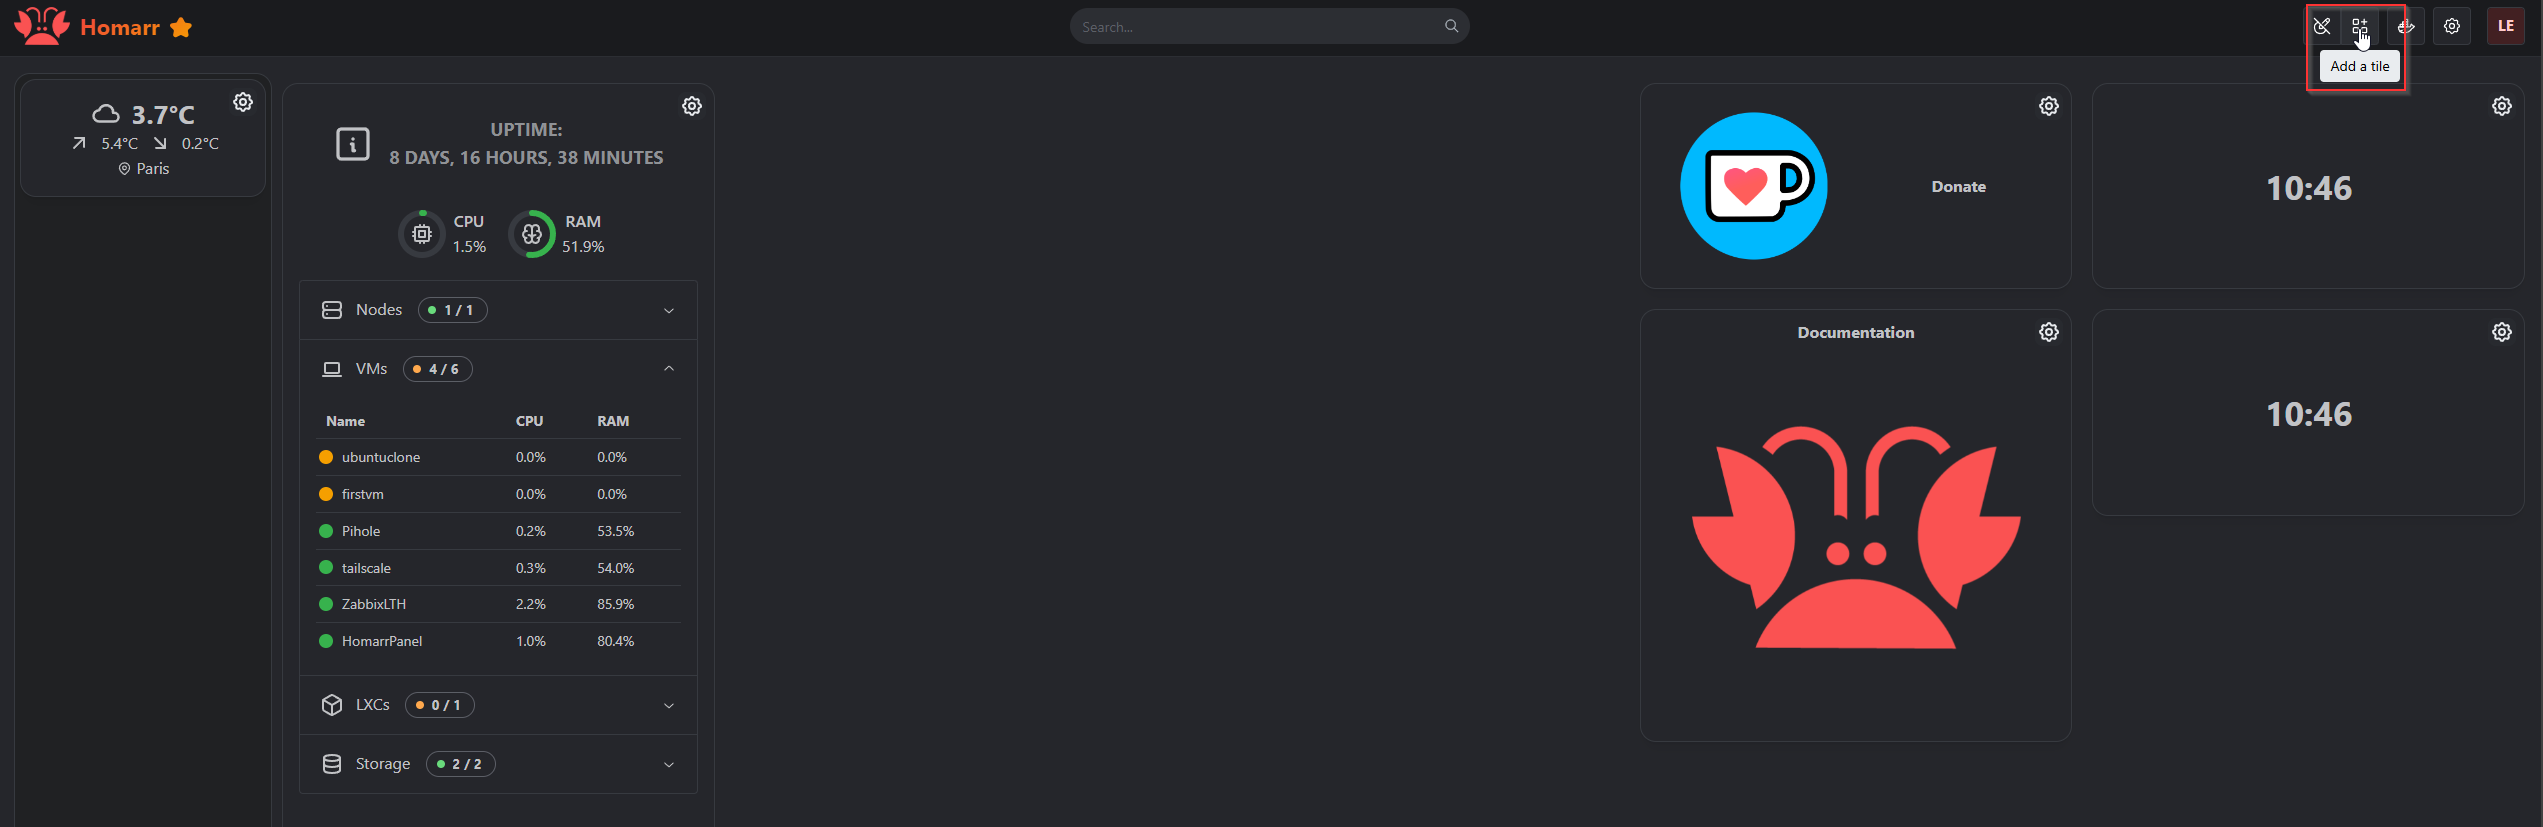 Homarr
Search...
LE
Add a tile
3.7°C
5.4°C 0.2°C
Paris
UPTIME:
8 DAYS, 16 HOURS, 38 MINUTES
CPU
1.5%
RAM
51.9%
Nodes 1 / 1
VMs 4 / 6
Name CPU RAM
ubuntuclone 0.0% 0.0%
firstvm 0.0% 0.0%
Pihole 0.2% 53.5%
tailscale 0.3% 54.0%
ZabbixLTH 2.2% 85.9%
HomarrPanel 1.0% 80.4%
LXCs 0 / 1
Storage 2 / 2
Donate
10:46
Documentation
10:46